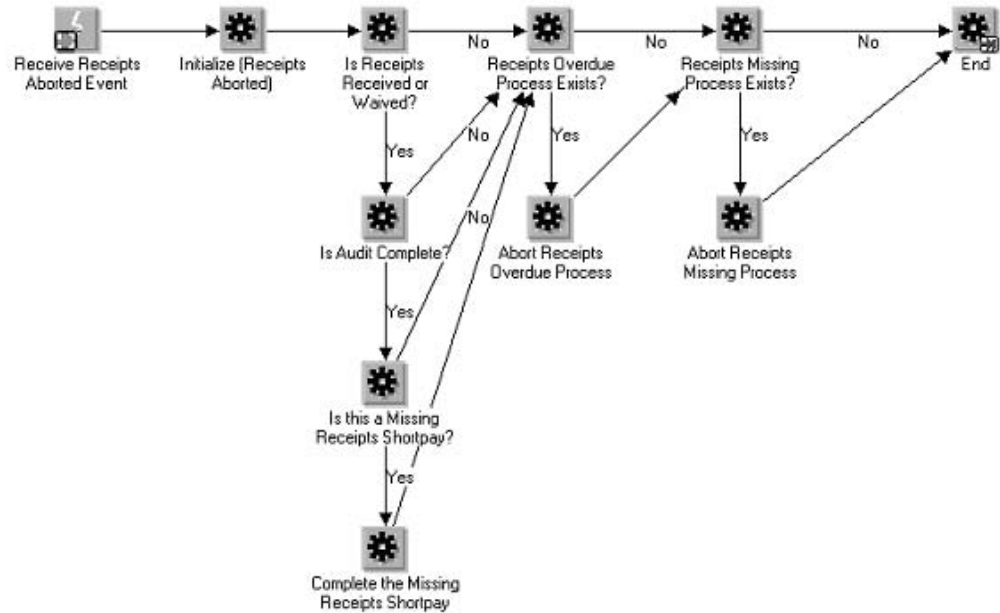 No
No
No
Receive Receipts
Aborted Event
Initialize (Receipts
Aborted)
Is Receipts
Received or
Waived?
Receipts Overdue
Process Exists?
Receipts Missing
Process Exists?
End
Yes
No
Yes
Yes
No
Is Audit Complete?
Abort Receipts
Overdue Process
Abort Receipts
Missing Process
Yes
Is this a Missing
Receipts Shortpay?
Yes
Complete the Missing
Receipts Shortpay